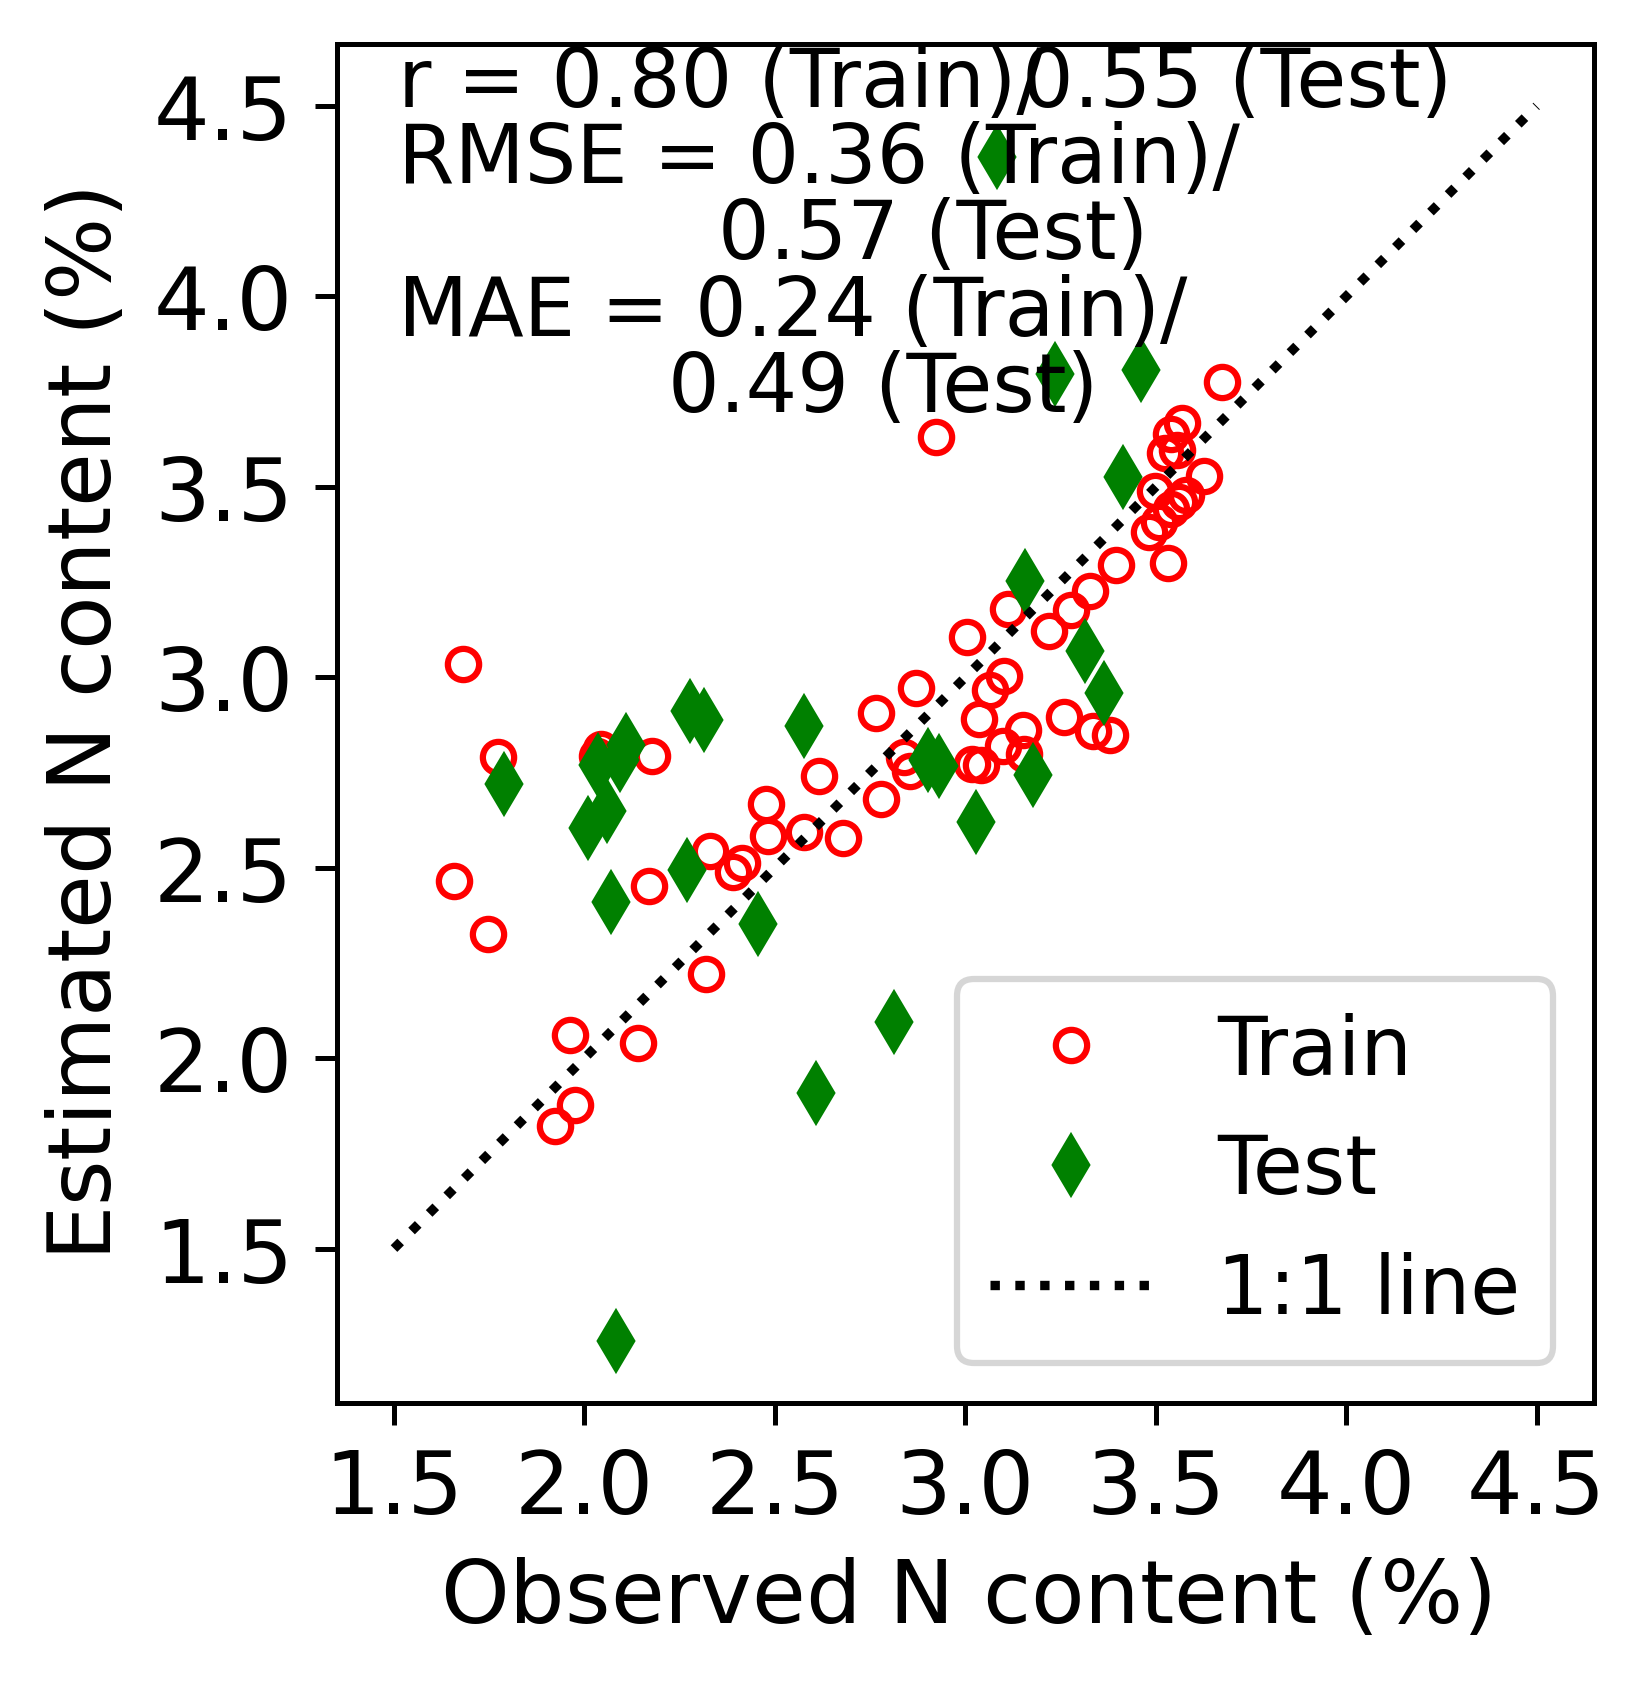 r = 0.80 (Train)/0.55 (Test)
RMSE = 0.36 (Train)/
0.57 (Test)
MAE = 0.24 (Train)/
0.49 (Test)
4.5
4.0
3.5
3.0
2.5
2.0
1.5
Estimated N content (%)
Train
Test
1:1 line
1.5 2.0 2.5 3.0 3.5 4.0 4.5
Observed N content (%)